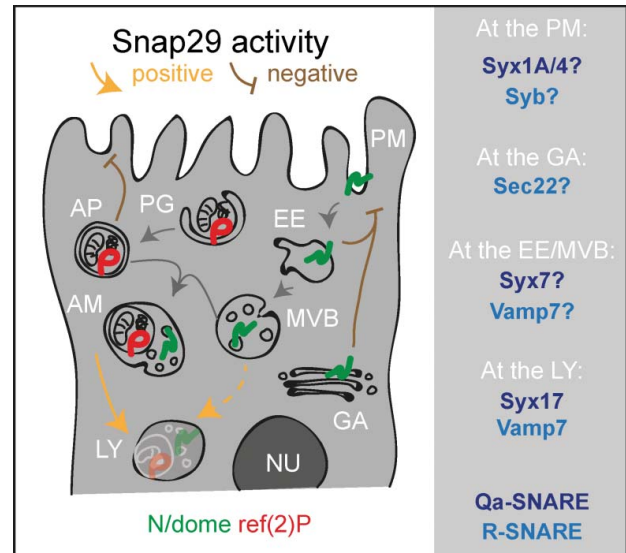 Snap29 activity
positive negative
PM
AP PG EE
AM MVB
GA
LY NU
N/dome ref(2)P
At the PM:
Syx1A/4?
Syb?
At the GA:
Sec22?
At the EE/MVB:
Syx7?
Vamp7?
At the LY:
Syx17
Vamp7
Qa-SNARE
R-SNARE